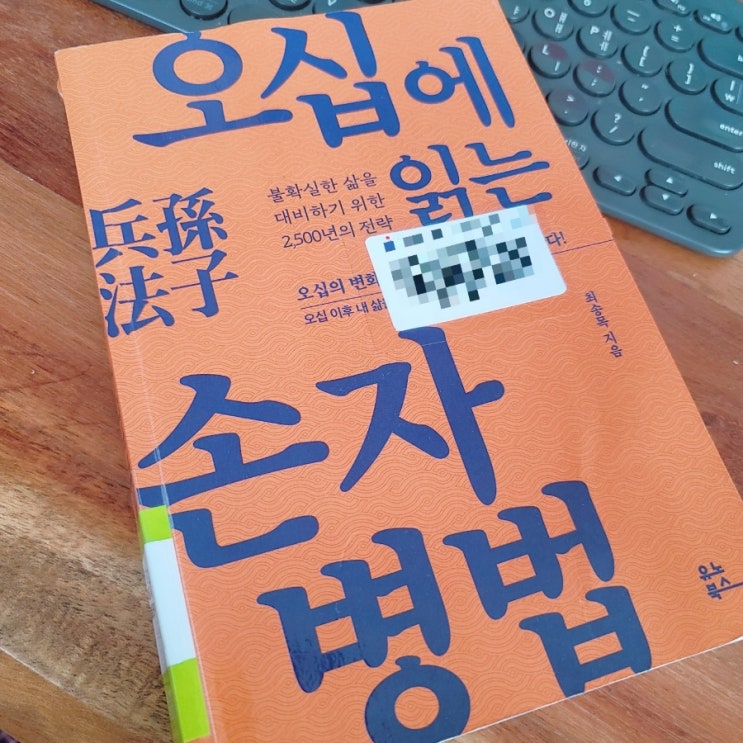 오십에
읽는
불확실한 삶을
대비하기 위한
2,500년의 전략
孫子
兵法
오십의 변화 다!
오십 이후 내 삶
최송목 지음
손자
병법
유노
북스
enter
shift